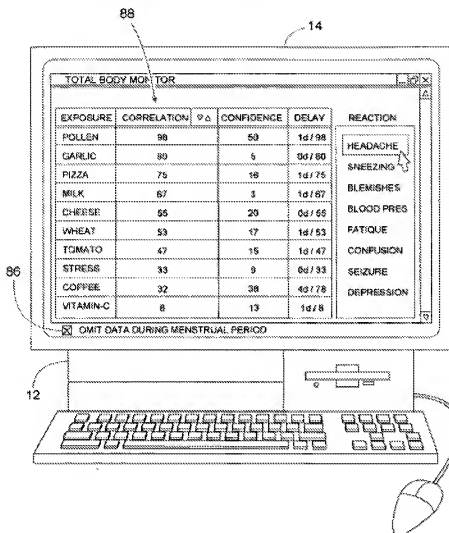 88
14
TOTAL BODY MONITOR
EXPOSURE CORRELATION ▽△ CONFIDENCE DELAY REACTION
POLLEN 98 50 1d / 98
GARLIC 80 5 0d / 80
PIZZA 75 16 1d / 75
MILK 67 3 1d / 67
CHEESE 55 20 0d / 55
WHEAT 53 17 1d / 53
TOMATO 47 15 1d / 47
STRESS 33 9 0d / 33
COFFEE 32 38 4d / 78
VITAMIN-C 8 13 1d / 8
HEADACHE
SNEEZING
BLEMISHES
BLOOD PRES
FATIQUE
CONFUSION
SEIZURE
DEPRESSION
86
OMIT DATA DURING MENSTRUAL PERIOD
12